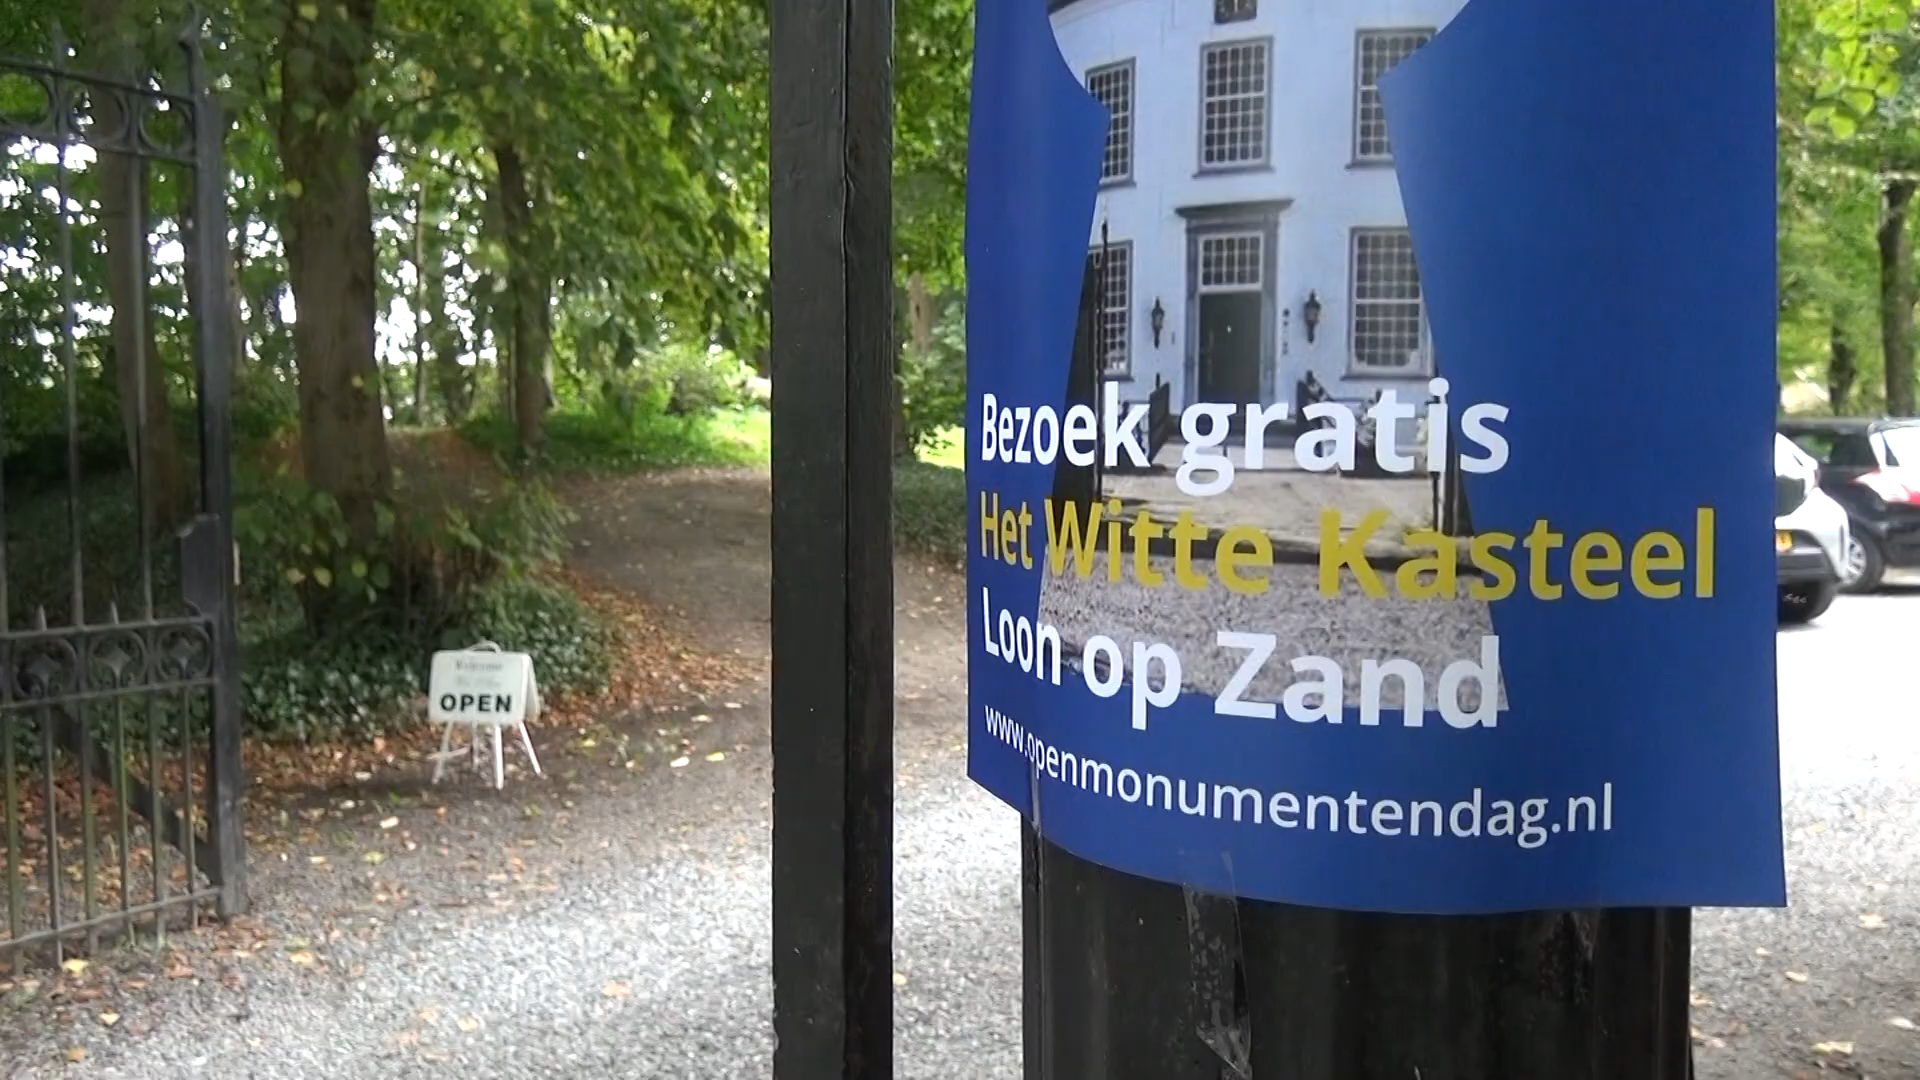 Bezoek gratis
Het Witte Kasteel
Loon op Zand
www.openmonumentendag.nl
OPEN